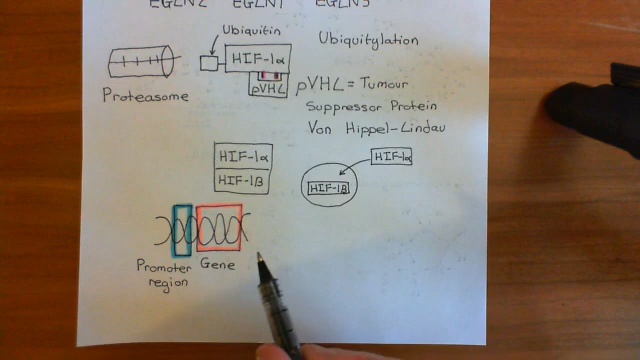 EGLN2 EGLN1 EGLN3
Ubiquitin
Ubiquitylation
HIF-1α
pVHL
Proteasome
pVHL = Tumour
Suppressor Protein
Von Hippel-Lindau
HIF-1α
HIF-1β
HIF-1α
HIF-1β
Promoter
region
Gene